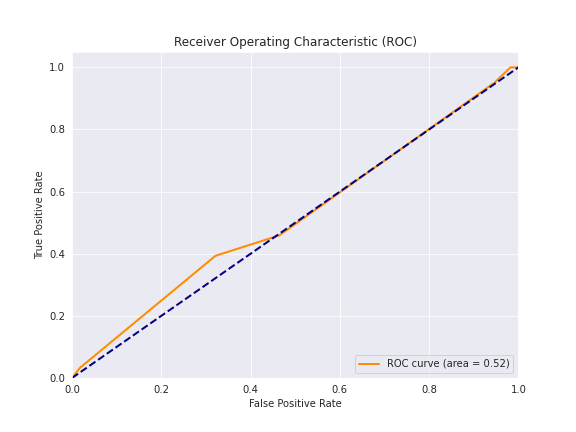 Receiver Operating Characteristic (ROC)
1.0
0.8
0.6
0.4
0.2
0.0
True Positive Rate
0.0 0.2 0.4 0.6 0.8 1.0
False Positive Rate
ROC curve (area = 0.52)